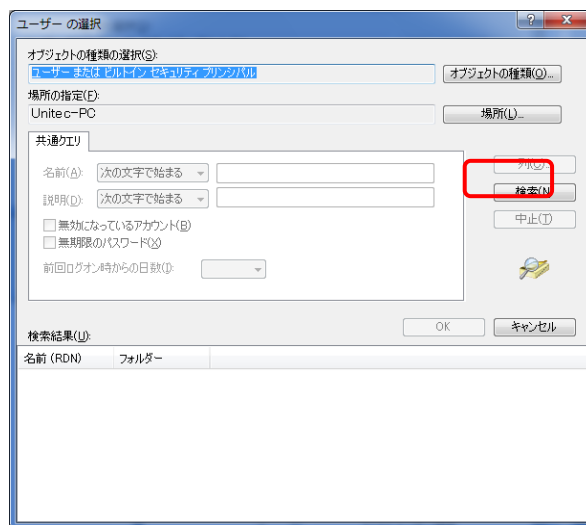 ユーザー の選択
オブジェクトの種類の選択(S):
ユーザー または ビルトイン セキュリティ プリンシパル
オブジェクトの種類(O)...
場所の指定(F):
Unitec-PC
場所(L)...
共通クエリ
名前(A):
次の文字で始まる
列(C)...
説明(D):
次の文字で始まる
検索(N
無効になっているアカウント(B)
中止(T)
無期限のパスワード(X)
前回ログオン時からの日数(I):
OK
キャンセル
検索結果(U):
名前 (RDN)
フォルダー